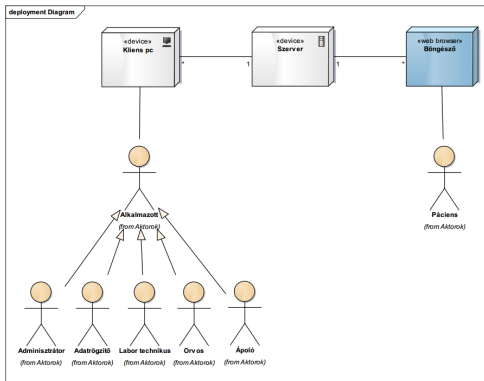 deployment Diagram
«device»
Kliens pc
«device»
Szerver
«web browser»
Böngésző
* 1 1 *
Alkalmazott
(from Aktorok)
Páciens
(from Aktorok)
Adminisztrátor
(from Aktorok)
Adatrögzítő
(from Aktorok)
Labor technikus
(from Aktorok)
Orvos
(from Aktorok)
Ápoló
(from Aktorok)